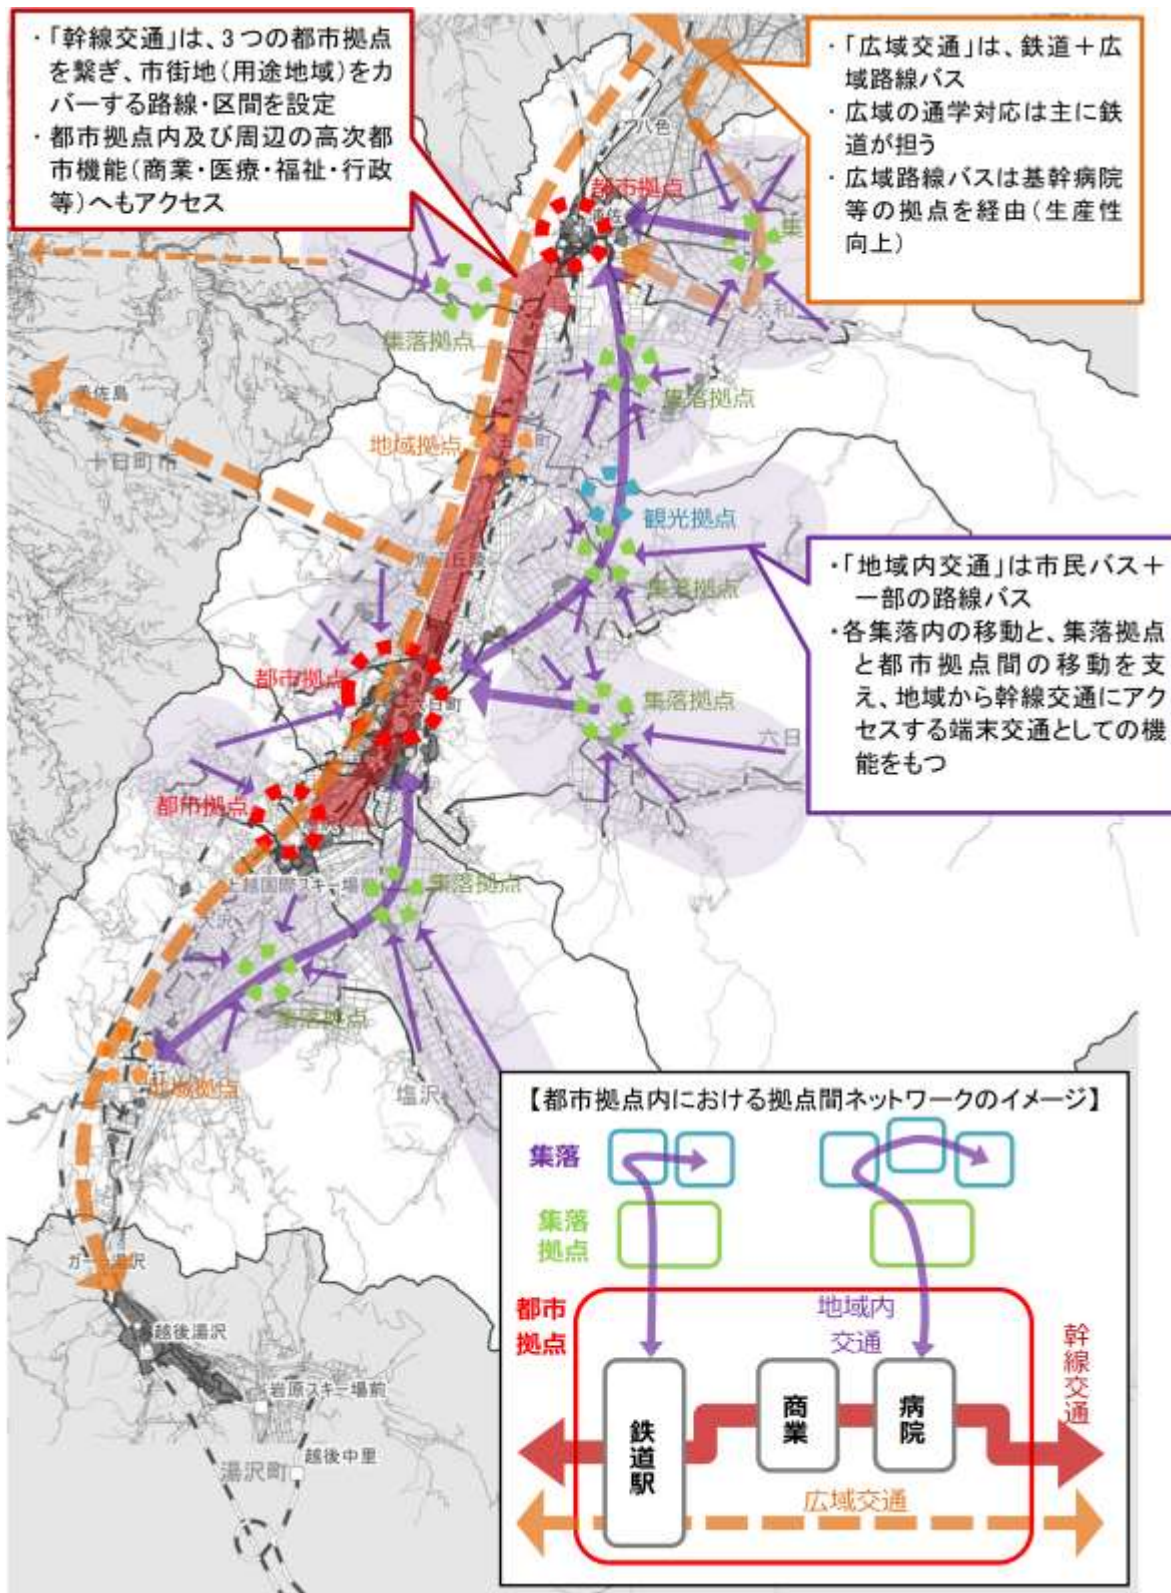 ・「幹線交通」は、3つの都市拠点
を繋ぎ、市街地(用途地域)をカ
バーする路線・区間を設定
・都市拠点内及び周辺の高次都
市機能(商業・医療・福祉・行政
等)へもアクセス
・「広域交通」は、鉄道＋広
域路線バス
・広域の通学対応は主に鉄
道が担う
・広域路線バスは基幹病院
等の拠点を経由(生産性
向上)
八色
都市拠点
集落拠点
集落拠点
地域拠点
十日町市
観光拠点
集落拠点
・「地域内交通」は市民バス＋
一部の路線バス
・各集落内の移動と、集落拠点
と都市拠点間の移動を支
え、地域から幹線交通にアク
セスする端末交通としての機
能をもつ
都市拠点
六日町
集落拠点
六日
都市拠点
上越国際スキー場
集落拠点
大沢
集落拠点
地域拠点
塩沢
ガーラ湯沢
越後湯沢
岩原スキー場前
越後中里
湯沢町
【都市拠点内における拠点間ネットワークのイメージ】
集落
集落
拠点
都市
拠点
地域内
交通
幹線交通
鉄道駅
商業
病院
広域交通